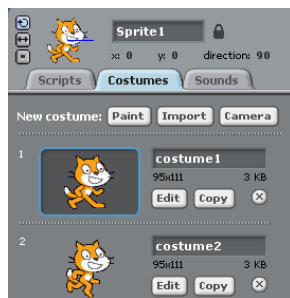 Sprite1
x: 0 y: 0 direction: 90
Scripts Costumes Sounds
New costume: Paint Import Camera
1
costume1
95x111 3 KB
Edit Copy
2
costume2
95x111 3 KB
Edit Copy